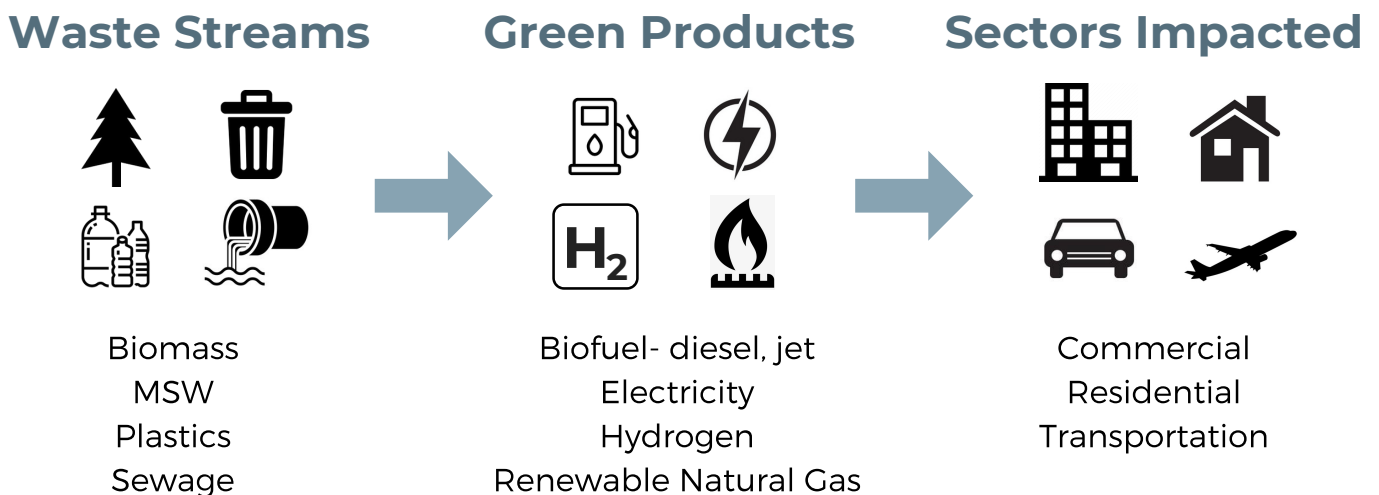 Waste Streams
Green Products
Sectors Impacted
H2
Biomass
MSW
Plastics
Sewage
Biofuel- diesel, jet
Electricity
Hydrogen
Renewable Natural Gas
Commercial
Residential
Transportation